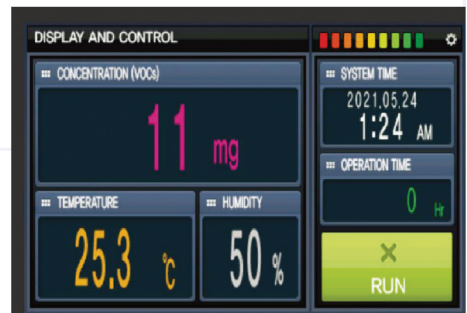 DISPLAY AND CONTROL
CONCENTRATION (VOCs)
11 mg
TEMPERATURE
25.3 ℃
HUMIDITY
50 %
SYSTEM TIME
2021.05.24
1:24 AM
OPERATION TIME
0 Hr
RUN